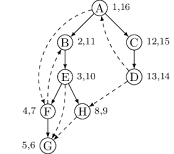 A 1,16
B 2,11
C 12,15
E 3,10
D 13,14
4,7 F
H 8,9
5,6 G